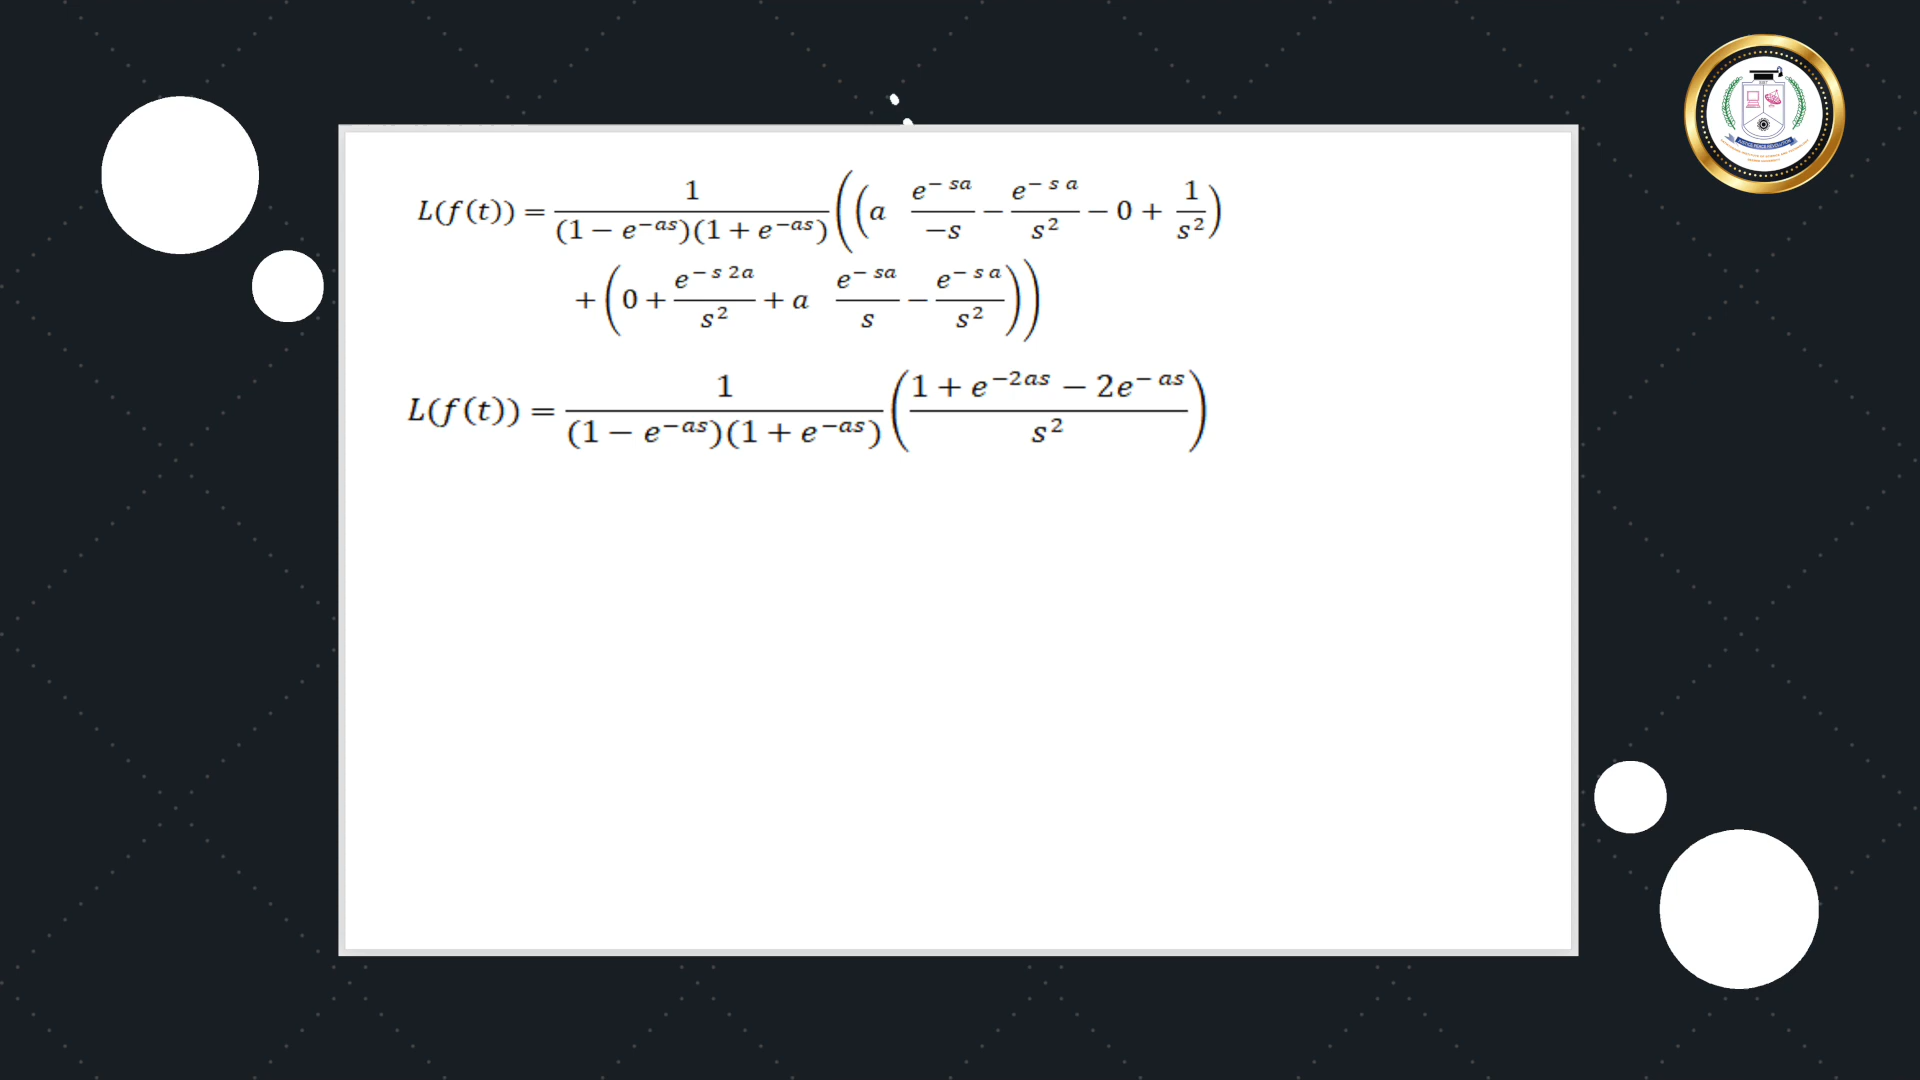 L(f(t)) = 1/((1 − e^{−as})(1 + e^{−as})) ((a e^{−sa}/−s − e^{−sa}/s² − 0 + 1/s²)
+ (0 + e^{−s2a}/s² + a e^{−sa}/s − e^{−sa}/s²))
L(f(t)) = 1/((1 − e^{−as})(1 + e^{−as})) ((1 + e^{−2as} − 2e^{−as})/s²)